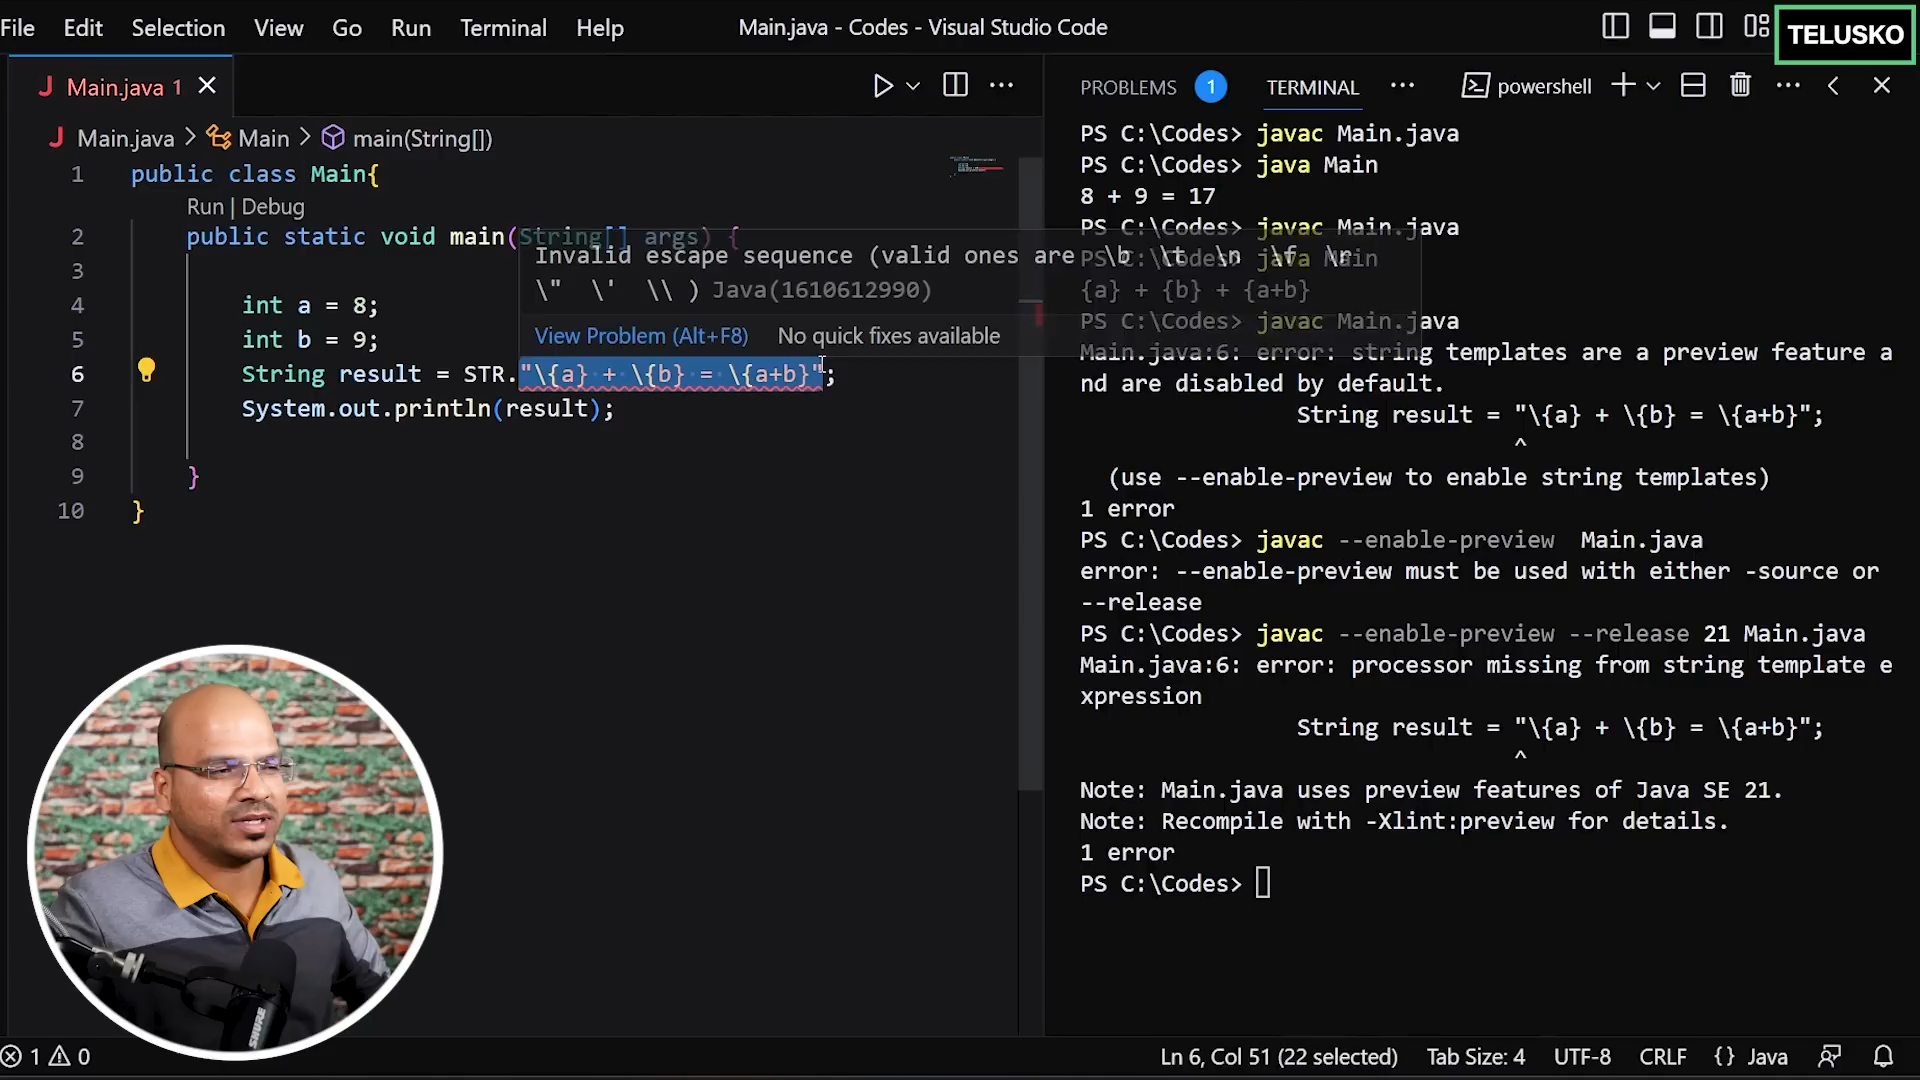 File Edit Selection View Go Run Terminal Help
Main.java - Codes - Visual Studio Code
TELUSKO
J Main.java 1
J Main.java > Main > main(String[])
1 public class Main{
Run | Debug
2 public static void main(String[] args) {
3
4 int a = 8;
5 int b = 9;
6 String result = STR."\{a} + \{b} = \{a+b}";
7 System.out.println(result);
8
9 }
10 }
Invalid escape sequence (valid ones are \b \t \n \f \r
\" \' \\ ) Java(1610612990)
View Problem (Alt+F8) No quick fixes available
PROBLEMS 1 TERMINAL ··· powershell
PS C:\Codes> javac Main.java
PS C:\Codes> java Main
8 + 9 = 17
PS C:\Codes> javac Main.java
PS C:\Codes> java Main
{a} + {b} + {a+b}
PS C:\Codes> javac Main.java
Main.java:6: error: string templates are a preview feature a
nd are disabled by default.
String result = "\{a} + \{b} = \{a+b}";
^
(use --enable-preview to enable string templates)
1 error
PS C:\Codes> javac --enable-preview Main.java
error: --enable-preview must be used with either -source or
--release
PS C:\Codes> javac --enable-preview --release 21 Main.java
Main.java:6: error: processor missing from string template e
xpression
String result = "\{a} + \{b} = \{a+b}";
^
Note: Main.java uses preview features of Java SE 21.
Note: Recompile with -Xlint:preview for details.
1 error
PS C:\Codes>
SHURE
1 0
Ln 6, Col 51 (22 selected) Tab Size: 4 UTF-8 CRLF {} Java